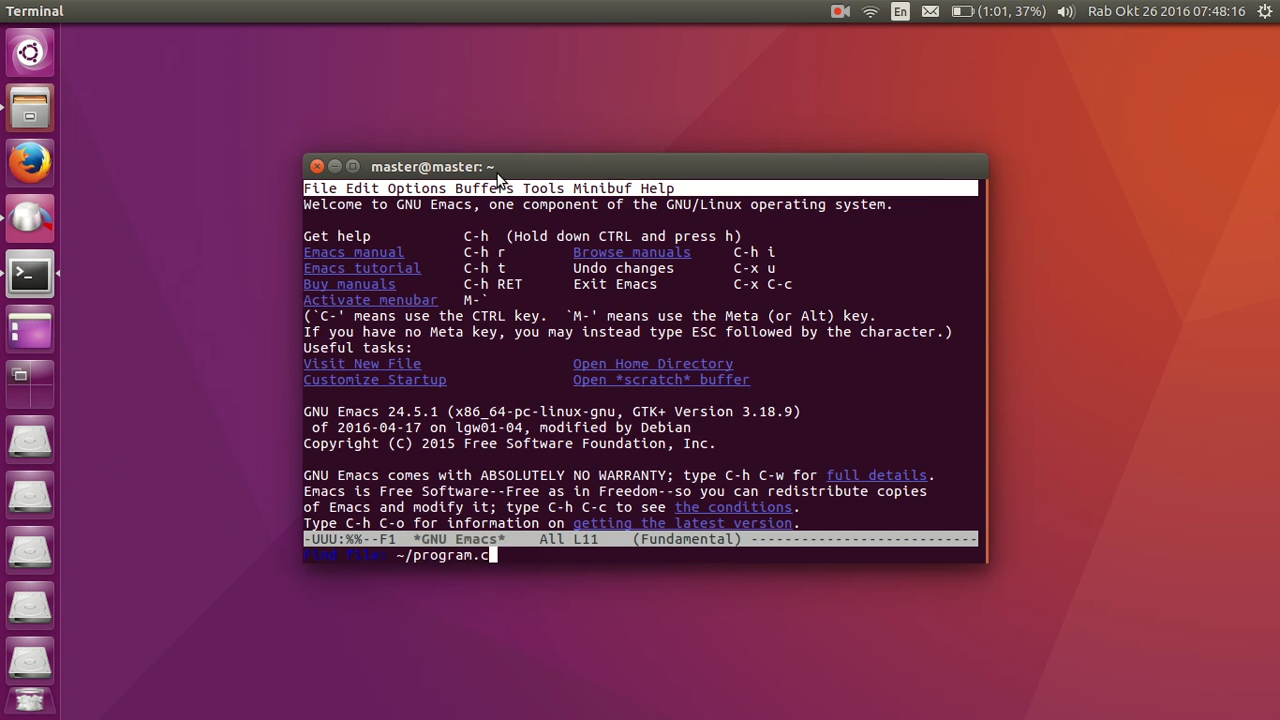 Terminal
En
(1:01, 37%)
Rab Okt 26 2016 07:48:16
master@master: ~
File Edit Options Buffers Tools Minibuf Help
Welcome to GNU Emacs, one component of the GNU/Linux operating system.
Get help C-h (Hold down CTRL and press h)
Emacs manual C-h r Browse manuals C-h i
Emacs tutorial C-h t Undo changes C-x u
Buy manuals C-h RET Exit Emacs C-x C-c
Activate menubar M-`
(`C-' means use the CTRL key. `M-' means use the Meta (or Alt) key.
If you have no Meta key, you may instead type ESC followed by the character.)
Useful tasks:
Visit New File Open Home Directory
Customize Startup Open *scratch* buffer
GNU Emacs 24.5.1 (x86_64-pc-linux-gnu, GTK+ Version 3.18.9)
of 2016-04-17 on lgw01-04, modified by Debian
Copyright (C) 2015 Free Software Foundation, Inc.
GNU Emacs comes with ABSOLUTELY NO WARRANTY; type C-h C-w for full details.
Emacs is Free Software--Free as in Freedom--so you can redistribute copies
of Emacs and modify it; type C-h C-c to see the conditions.
Type C-h C-o for information on getting the latest version.
-UUU:%%--F1 *GNU Emacs* All L11 (Fundamental) ---------------------------
Find file: ~/program.c